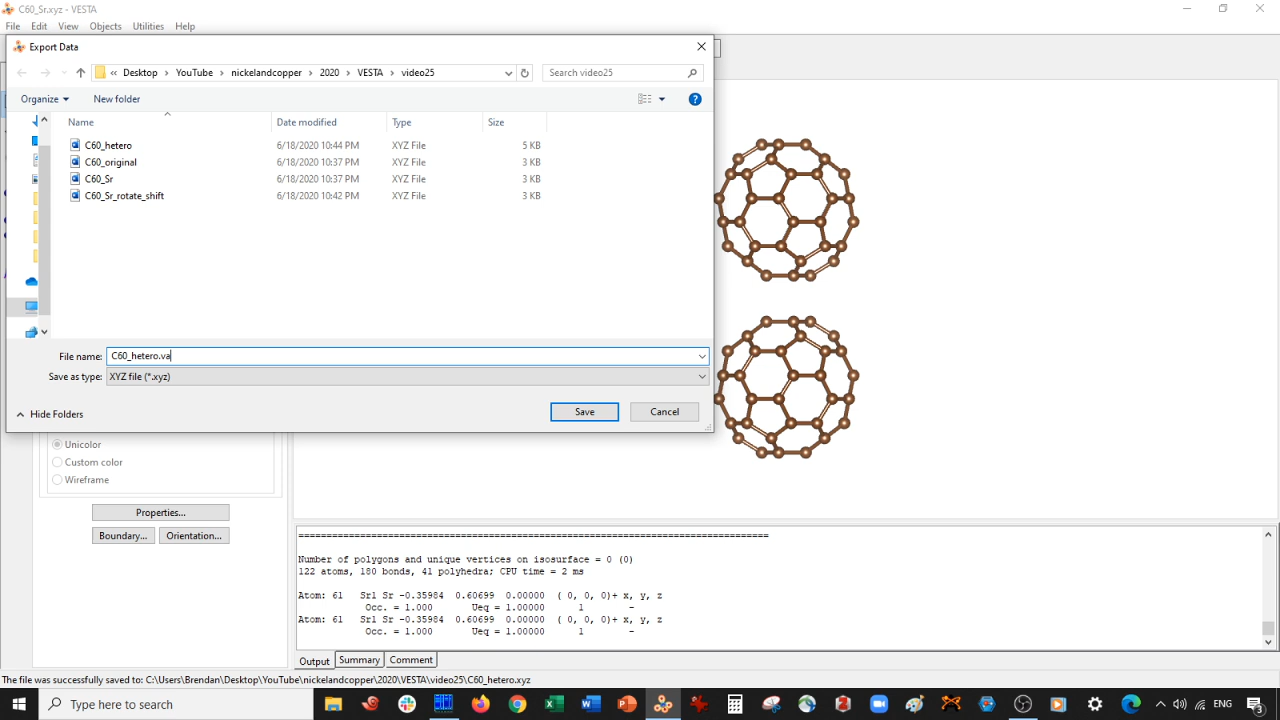 C60_Sr.xyz - VESTA
File Edit View Objects Utilities Help
Export Data
« Desktop › YouTube › nickelandcopper › 2020 › VESTA › video25
Search video25
Organize New folder
Name Date modified Type Size
C60_hetero 6/18/2020 10:44 PM XYZ File 5 KB
C60_original 6/18/2020 10:37 PM XYZ File 3 KB
C60_Sr 6/18/2020 10:37 PM XYZ File 3 KB
C60_Sr_rotate_shift 6/18/2020 10:42 PM XYZ File 3 KB
File name: C60_hetero.va
Save as type: XYZ file (*.xyz)
Hide Folders Save Cancel
Unicolor
Custom color
Wireframe
Properties...
Boundary... Orientation...
================================================================================
Number of polygons and unique vertices on isosurface = 0 (0)
122 atoms, 180 bonds, 41 polyhedra; CPU time = 2 ms
Atom: 61 Sr1 Sr -0.35984 0.60699 0.00000 ( 0, 0, 0)+ x, y, z
Occ. = 1.000 Ueq = 1.00000 1 -
Atom: 61 Sr1 Sr -0.35984 0.60699 0.00000 ( 0, 0, 0)+ x, y, z
Occ. = 1.000 Ueq = 1.00000 1 -
Output Summary Comment
The file was successfully saved to: C:\Users\Brendan\Desktop\YouTube\nickelandcopper\2020\VESTA\video25\C60_hetero.xyz
Type here to search
ENG
3